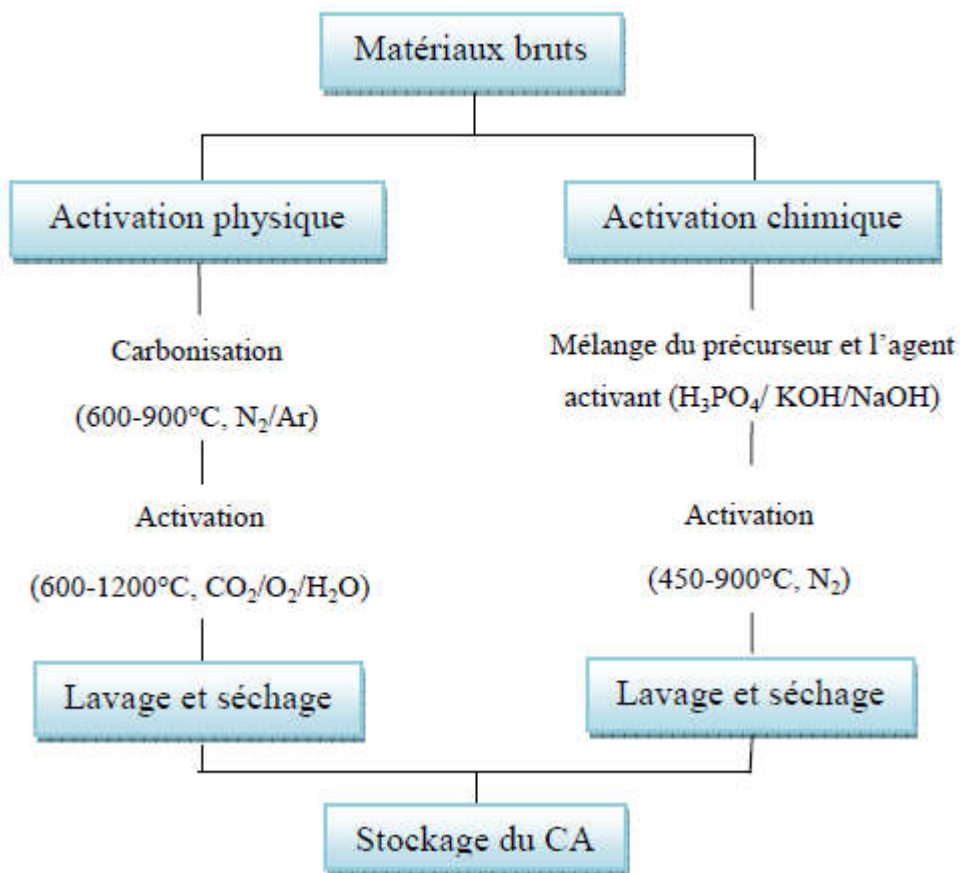 Matériaux bruts
Activation physique
Activation chimique
Carbonisation
(600-900°C, N₂/Ar)
Mélange du précurseur et l’agent
activant (H₃PO₄/ KOH/NaOH)
Activation
(600-1200°C, CO₂/O₂/H₂O)
Activation
(450-900°C, N₂)
Lavage et séchage
Lavage et séchage
Stockage du CA